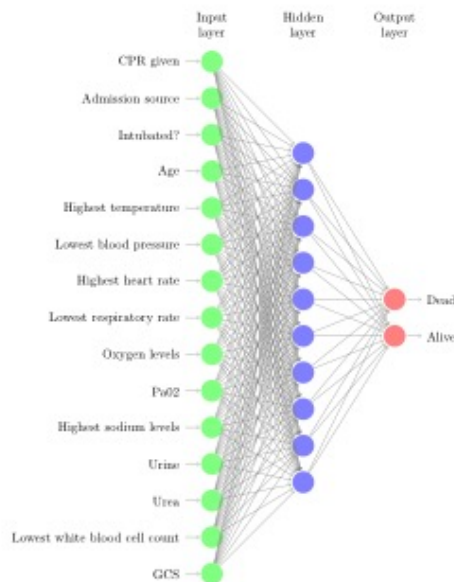 Input layer
Hidden layer
Output layer
CPR given
Admission source
Intubated?
Age
Highest temperature
Lowest blood pressure
Highest heart rate
Lowest respiratory rate
Oxygen levels
Pa02
Highest sodium levels
Urine
Urea
Lowest white blood cell count
GCS
Dead
Alive